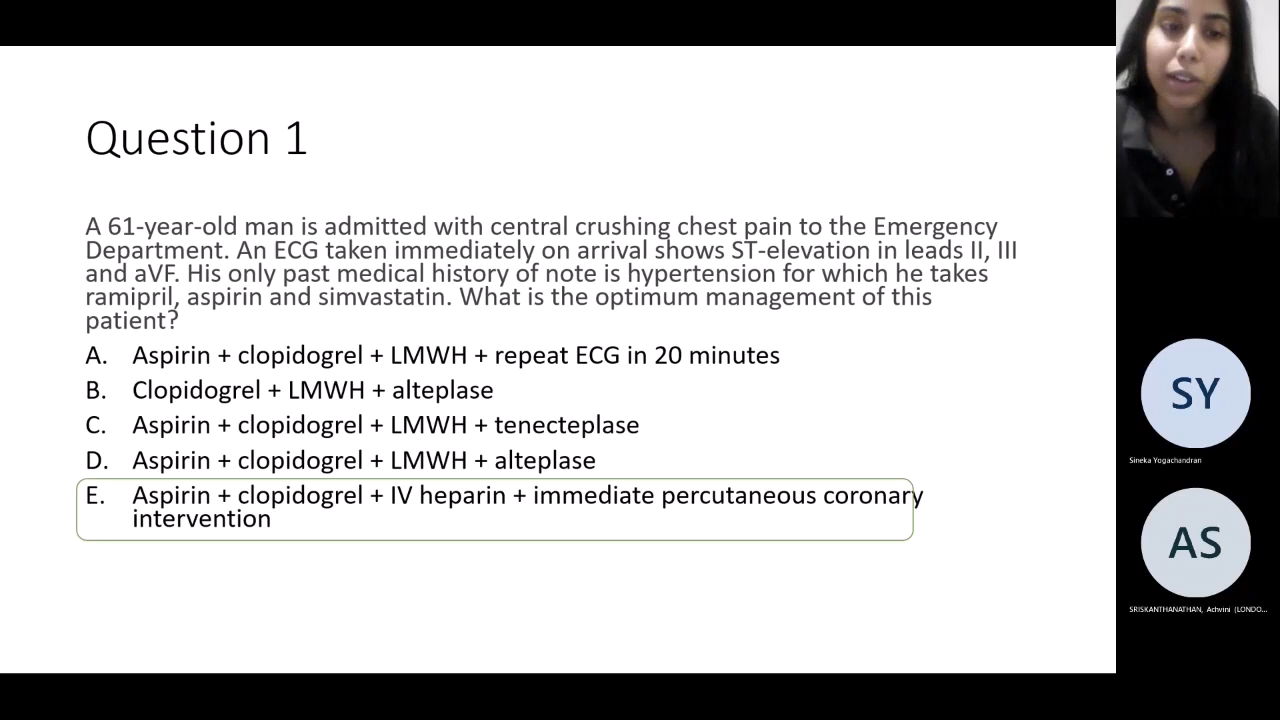 Question 1
A 61-year-old man is admitted with central crushing chest pain to the Emergency
Department. An ECG taken immediately on arrival shows ST-elevation in leads II, III
and aVF. His only past medical history of note is hypertension for which he takes
ramipril, aspirin and simvastatin. What is the optimum management of this
patient?
A. Aspirin + clopidogrel + LMWH + repeat ECG in 20 minutes
B. Clopidogrel + LMWH + alteplase
C. Aspirin + clopidogrel + LMWH + tenecteplase
D. Aspirin + clopidogrel + LMWH + alteplase
E. Aspirin + clopidogrel + IV heparin + immediate percutaneous coronary
intervention
SY
Sineka Yogachandran
AS
SRISKANTHANATHAN, Achvini (LONDO...